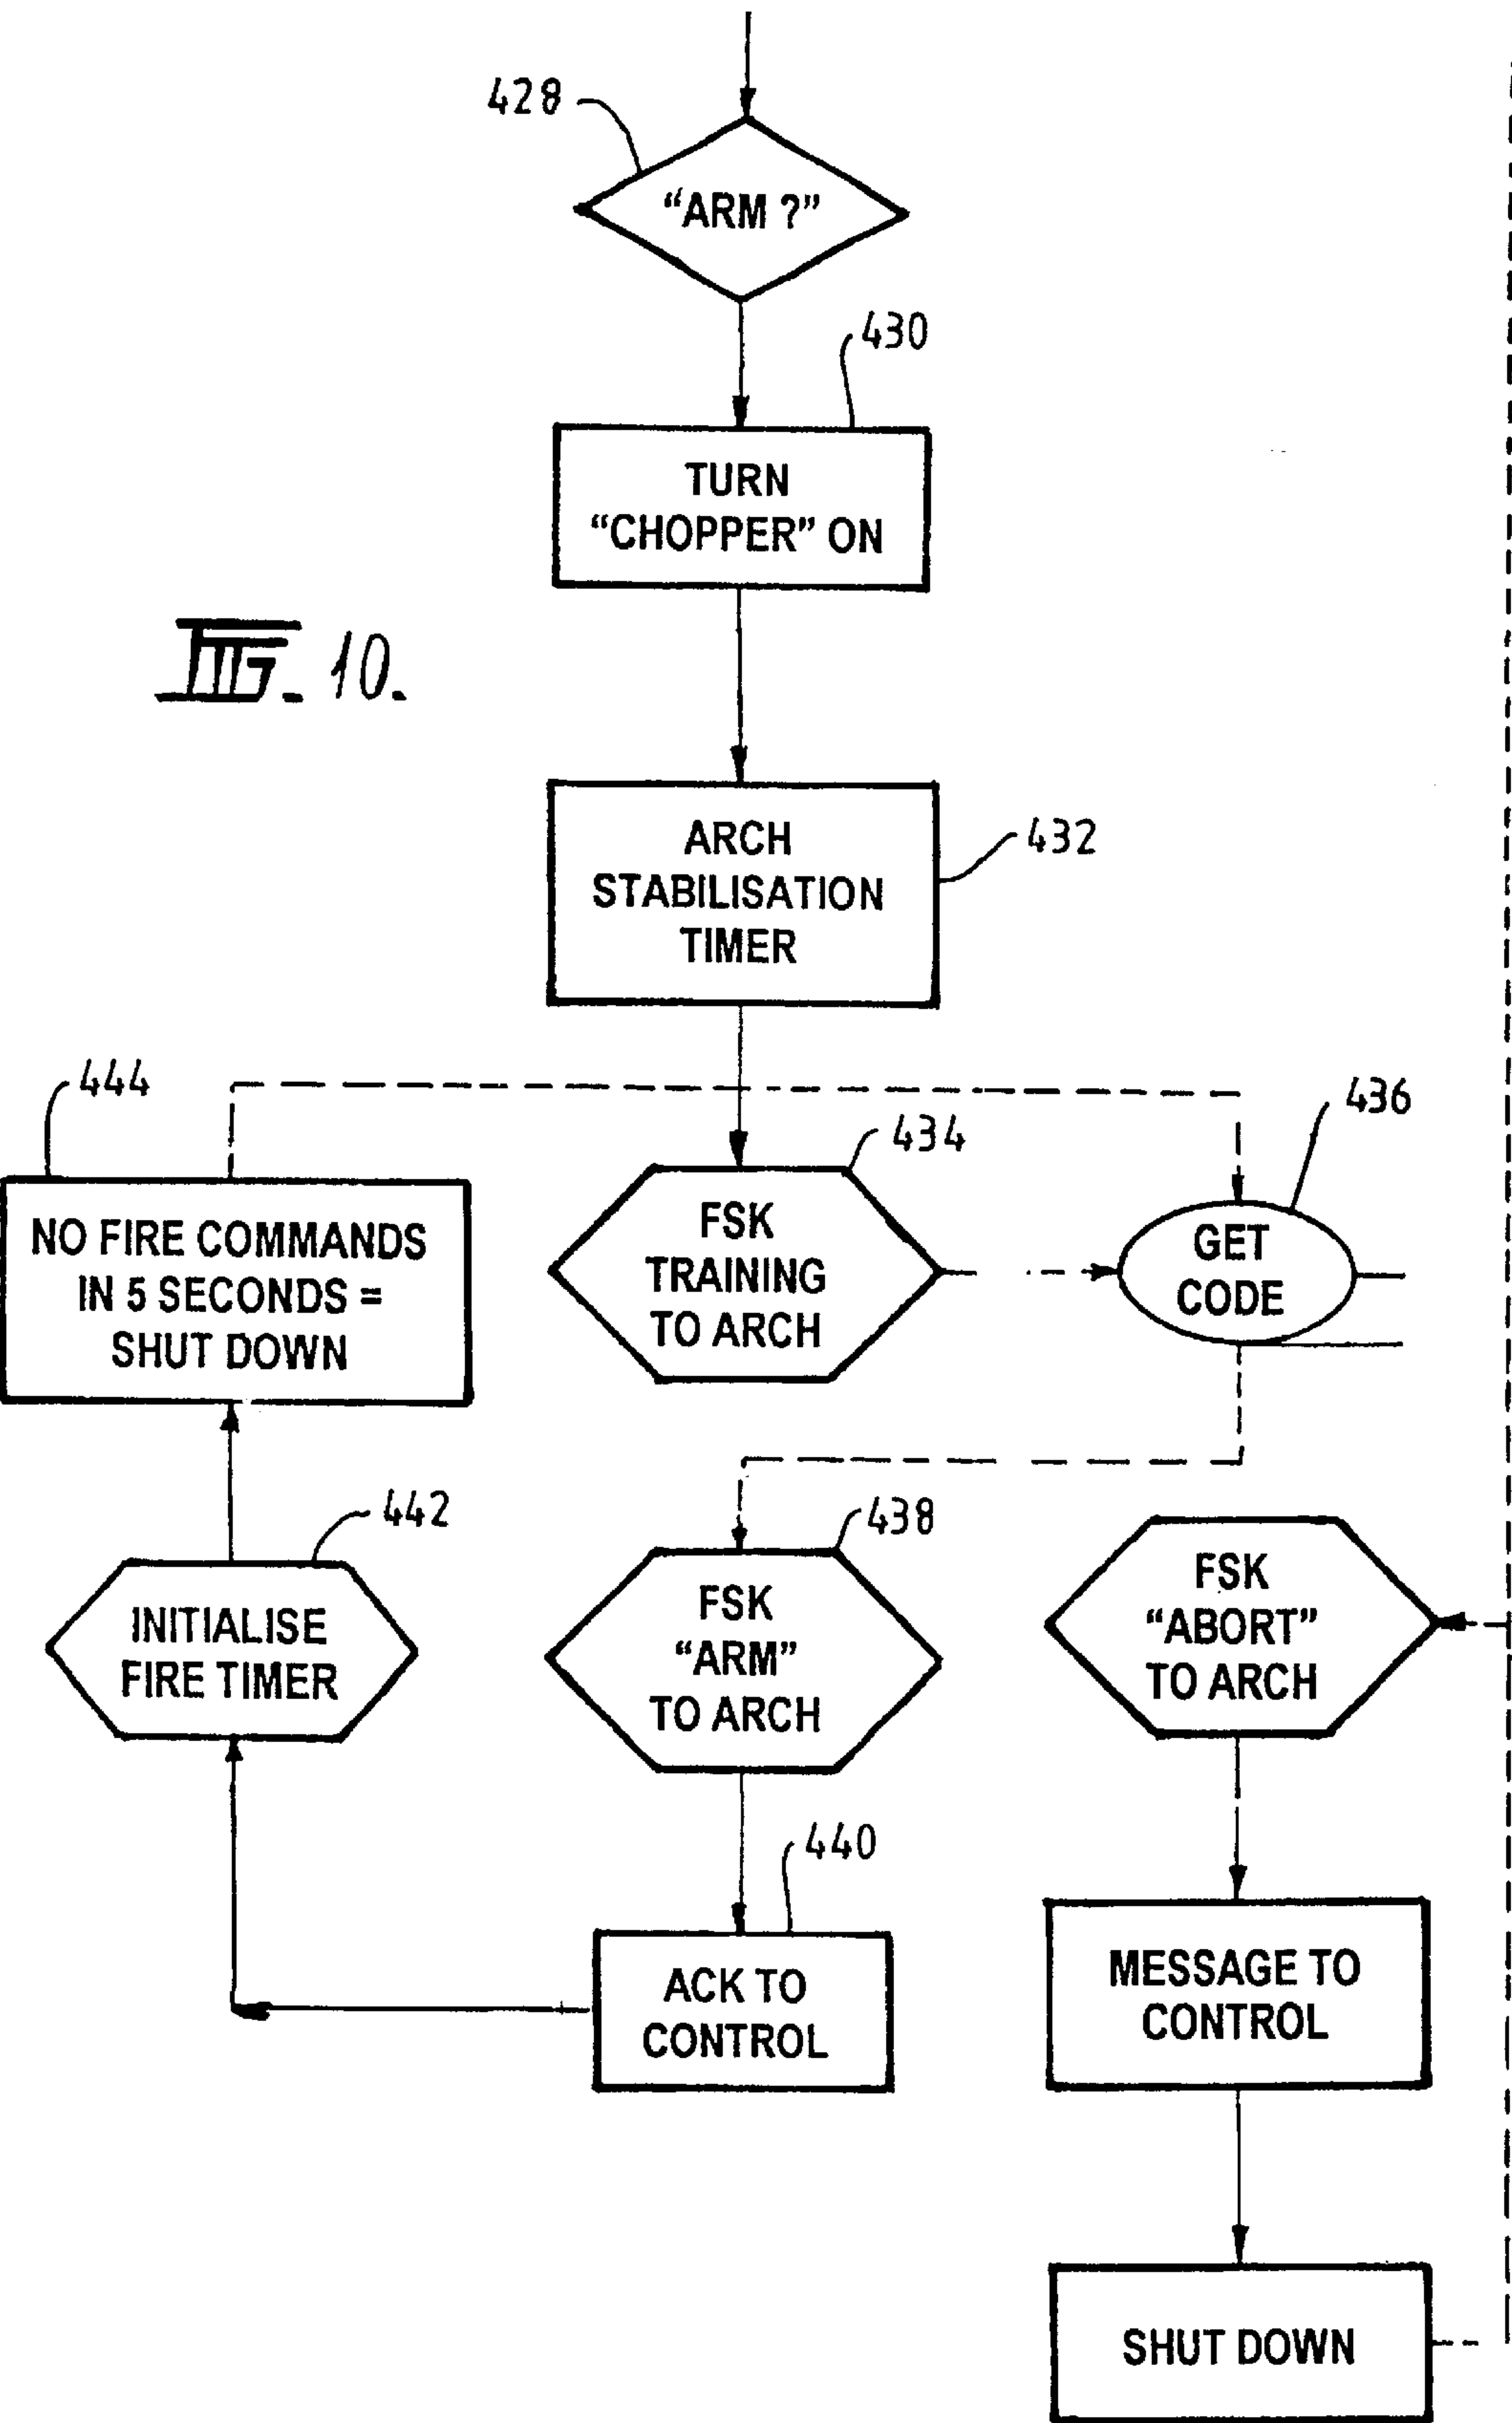 428
“ARM ?”
430
TURN
“CHOPPER” ON
FIG. 10.
ARCH
STABILISATION
TIMER
432
444
NO FIRE COMMANDS
IN 5 SECONDS =
SHUT DOWN
434
FSK
TRAINING
TO ARCH
436
GET
CODE
442
INITIALISE
FIRE TIMER
438
FSK
“ARM”
TO ARCH
FSK
“ABORT”
TO ARCH
440
ACK TO
CONTROL
MESSAGE TO
CONTROL
SHUT DOWN